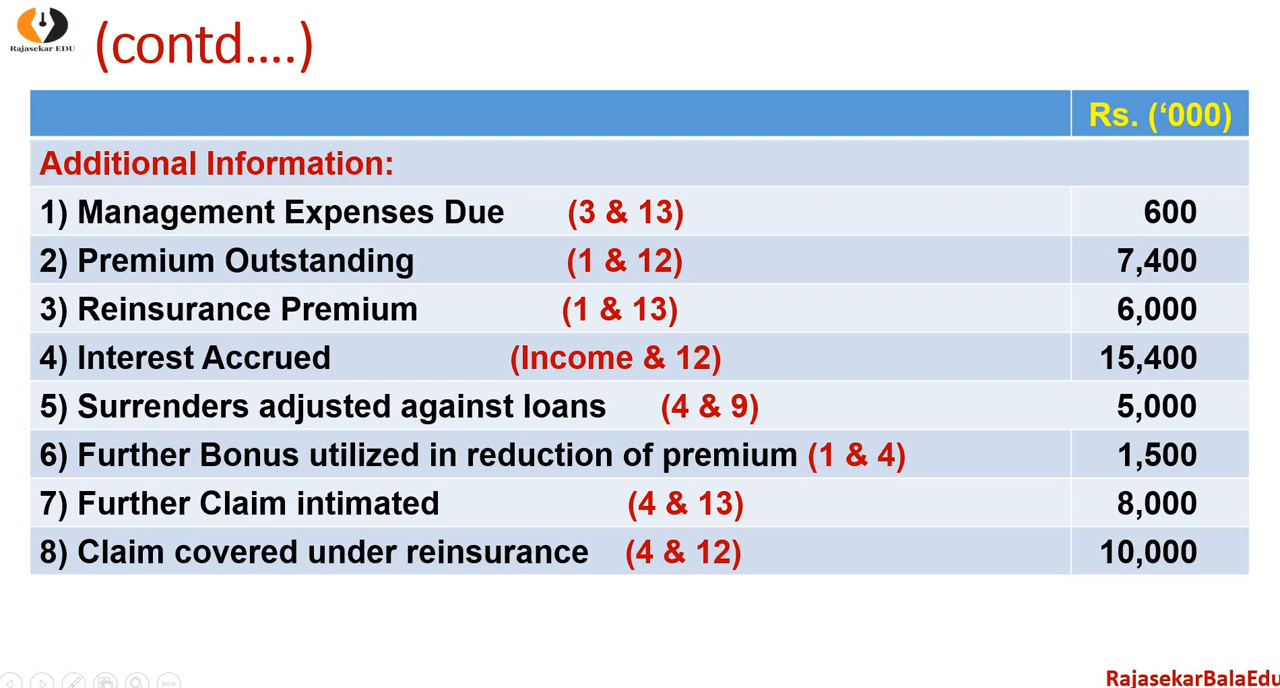 Rajasekar EDU
(contd....)
Rs. (‘000)
Additional Information:
1) Management Expenses Due (3 & 13) 600
2) Premium Outstanding (1 & 12) 7,400
3) Reinsurance Premium (1 & 13) 6,000
4) Interest Accrued (Income & 12) 15,400
5) Surrenders adjusted against loans (4 & 9) 5,000
6) Further Bonus utilized in reduction of premium (1 & 4) 1,500
7) Further Claim intimated (4 & 13) 8,000
8) Claim covered under reinsurance (4 & 12) 10,000
RajasekarBalaEdu